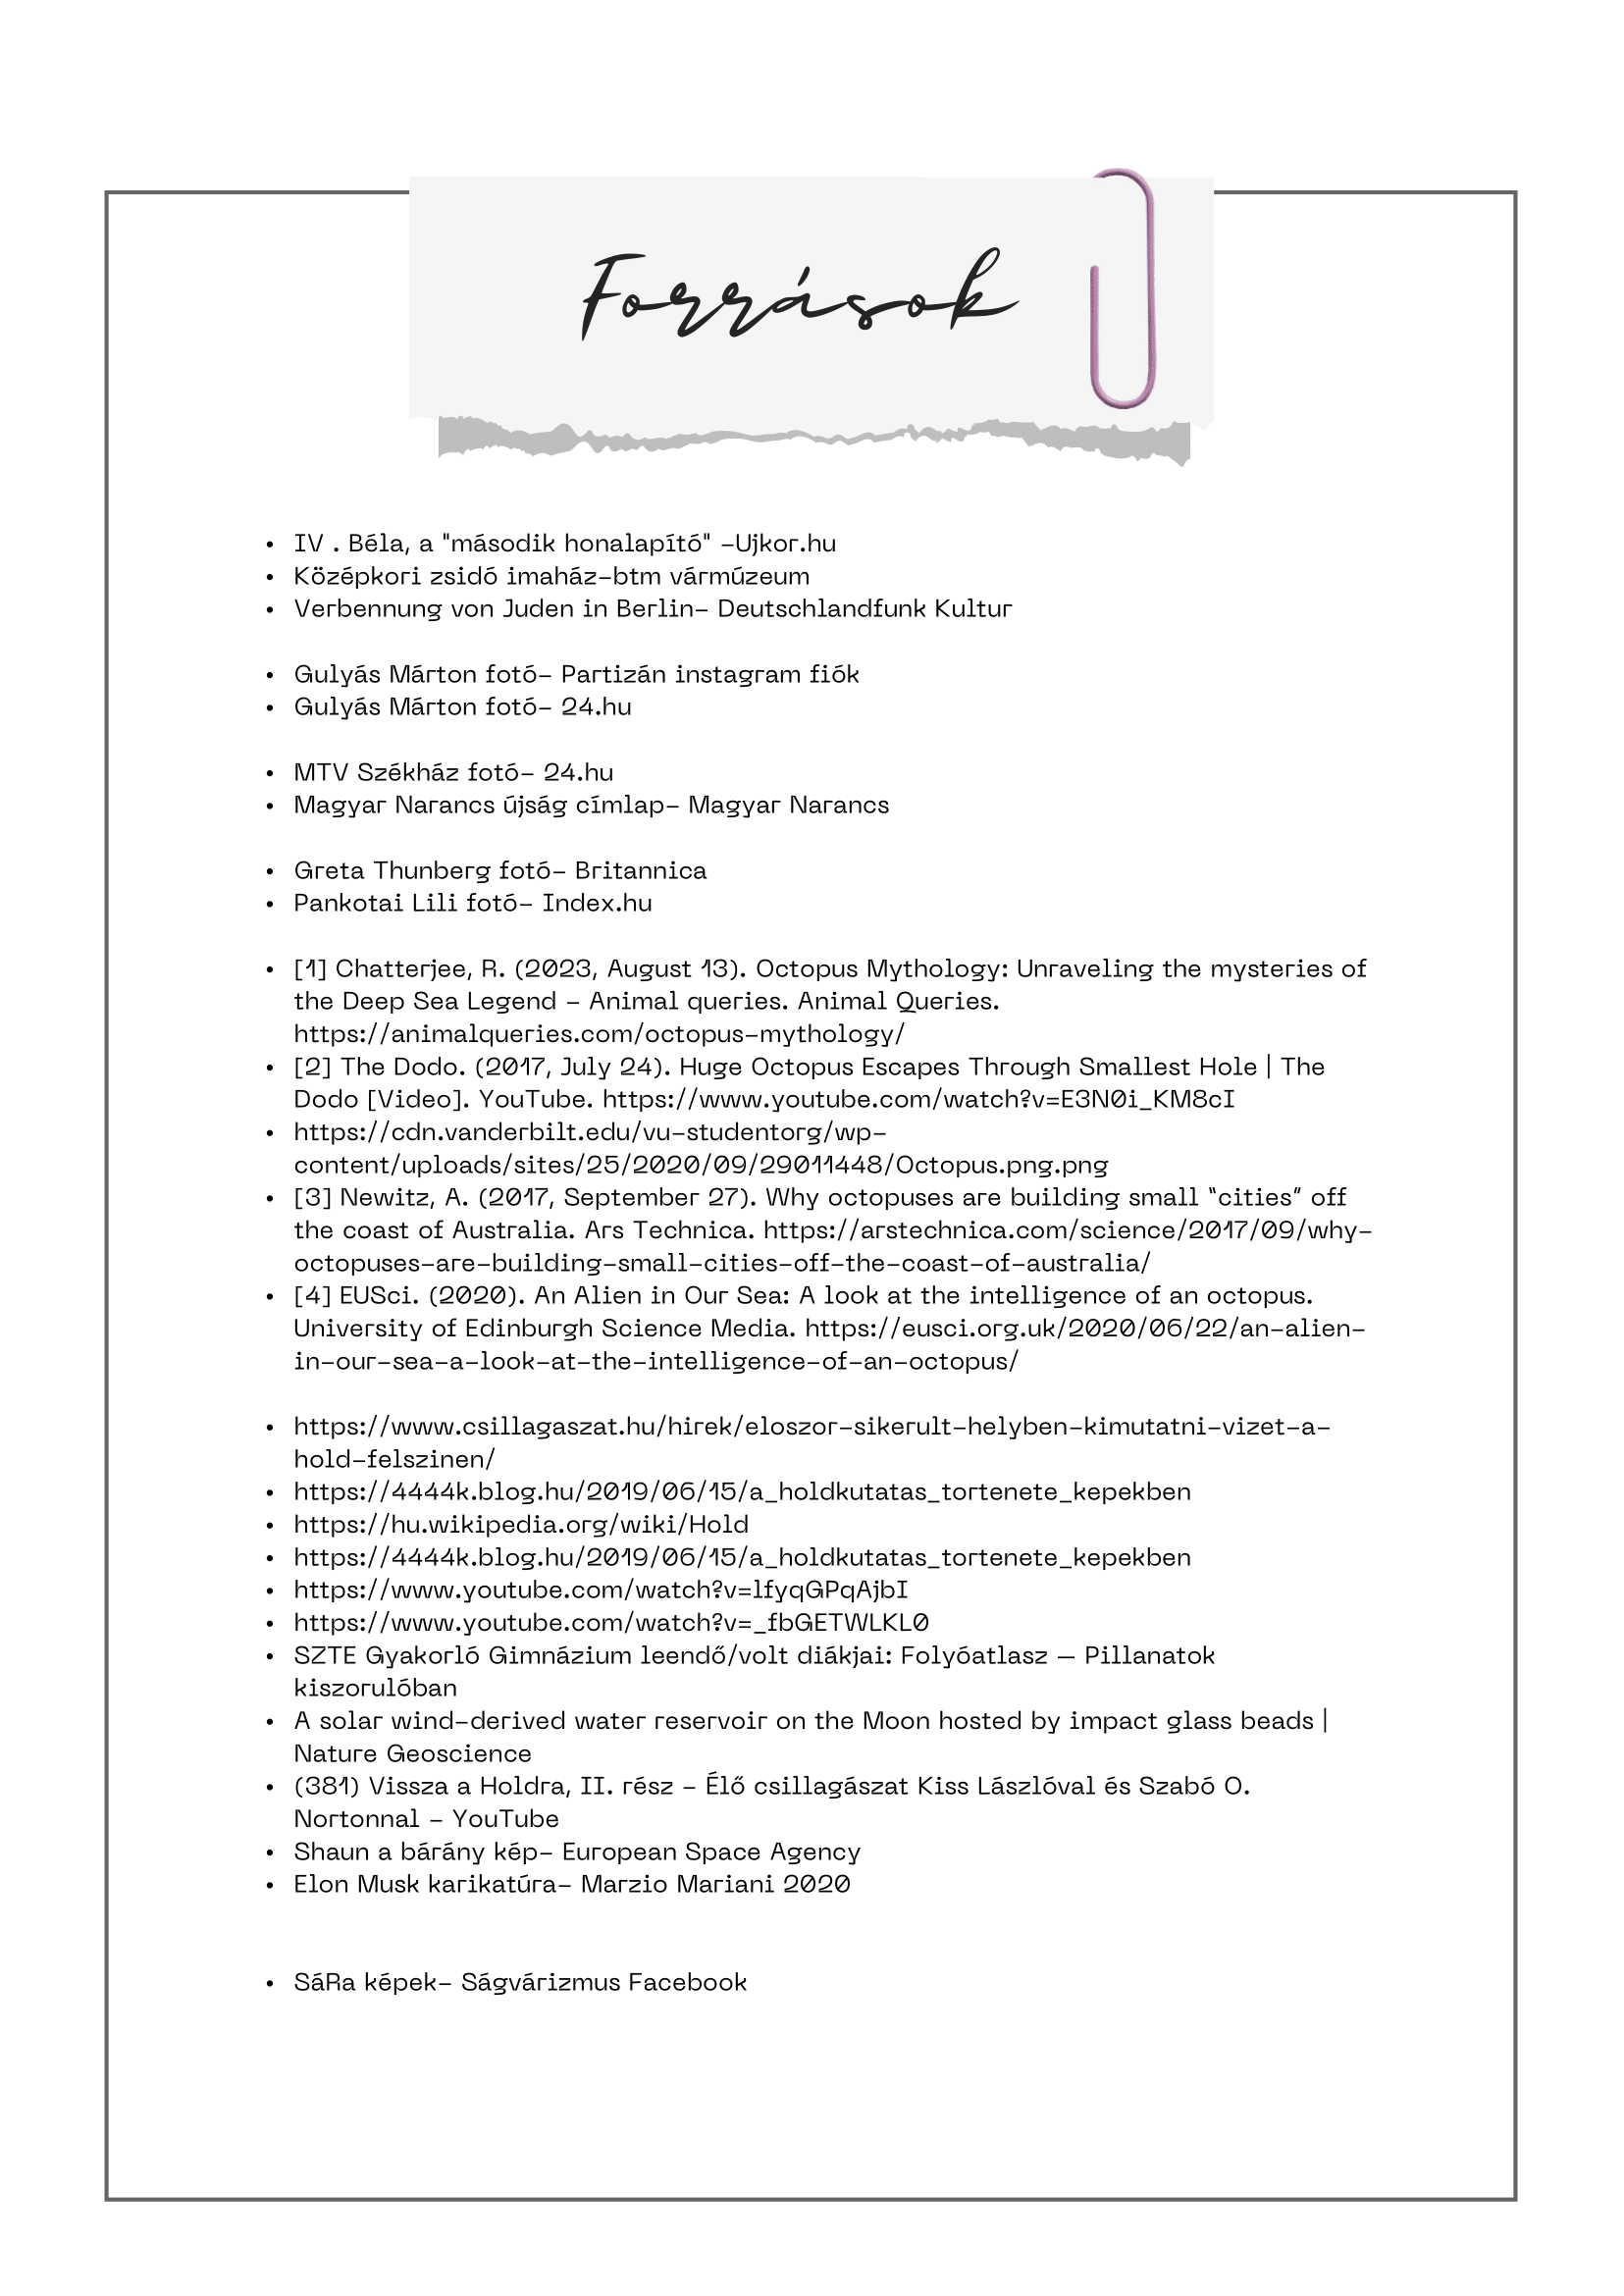 Források
• IV . Béla, a "második honalapító" -Ujkor.hu
• Középkori zsidó imaház-btm vármúzeum
• Verbennung von Juden in Berlin- Deutschlandfunk Kultur
• Gulyás Márton fotó- Partizán instagram fiók
• Gulyás Márton fotó- 24.hu
• MTV Székház fotó- 24.hu
• Magyar Narancs újság címlap- Magyar Narancs
• Greta Thunberg fotó- Britannica
• Pankotai Lili fotó- Index.hu
• [1] Chatterjee, R. (2023, August 13). Octopus Mythology: Unraveling the mysteries of
the Deep Sea Legend - Animal queries. Animal Queries.
https://animalqueries.com/octopus-mythology/
• [2] The Dodo. (2017, July 24). Huge Octopus Escapes Through Smallest Hole | The
Dodo [Video]. YouTube. https://www.youtube.com/watch?v=E3N0i_KM8cI
• https://cdn.vanderbilt.edu/vu-studentorg/wp-
content/uploads/sites/25/2020/09/29011448/Octopus.png.png
• [3] Newitz, A. (2017, September 27). Why octopuses are building small “cities” off
the coast of Australia. Ars Technica. https://arstechnica.com/science/2017/09/why-
octopuses-are-building-small-cities-off-the-coast-of-australia/
• [4] EUSci. (2020). An Alien in Our Sea: A look at the intelligence of an octopus.
University of Edinburgh Science Media. https://eusci.org.uk/2020/06/22/an-alien-
in-our-sea-a-look-at-the-intelligence-of-an-octopus/
• https://www.csillagaszat.hu/hirek/eloszor-sikerult-helyben-kimutatni-vizet-a-
hold-felszinen/
• https://4444k.blog.hu/2019/06/15/a_holdkutatas_tortenete_kepekben
• https://hu.wikipedia.org/wiki/Hold
• https://4444k.blog.hu/2019/06/15/a_holdkutatas_tortenete_kepekben
• https://www.youtube.com/watch?v=lfyqGPqAjbI
• https://www.youtube.com/watch?v=_fbGETWLKL0
• SZTE Gyakorló Gimnázium leendő/volt diákjai: Folyóatlasz – Pillanatok
kiszorulóban
• A solar wind-derived water reservoir on the Moon hosted by impact glass beads |
Nature Geoscience
• (381) Vissza a Holdra, II. rész - Élő csillagászat Kiss Lászlóval és Szabó O.
Nortonnal - YouTube
• Shaun a bárány kép- European Space Agency
• Elon Musk karikatúra- Marzio Mariani 2020
• SáRa képek- Ságvárizmus Facebook